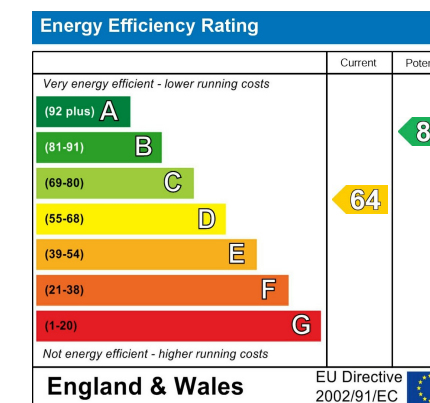 Energy Efficiency Rating
Current
Very energy efficient - lower running costs
(92 plus) A
(81-91) B
(69-80) C
(55-68) D
64
(39-54) E
(21-38) F
(1-20) G
Not energy efficient - higher running costs
England & Wales
EU Directive
2002/91/EC